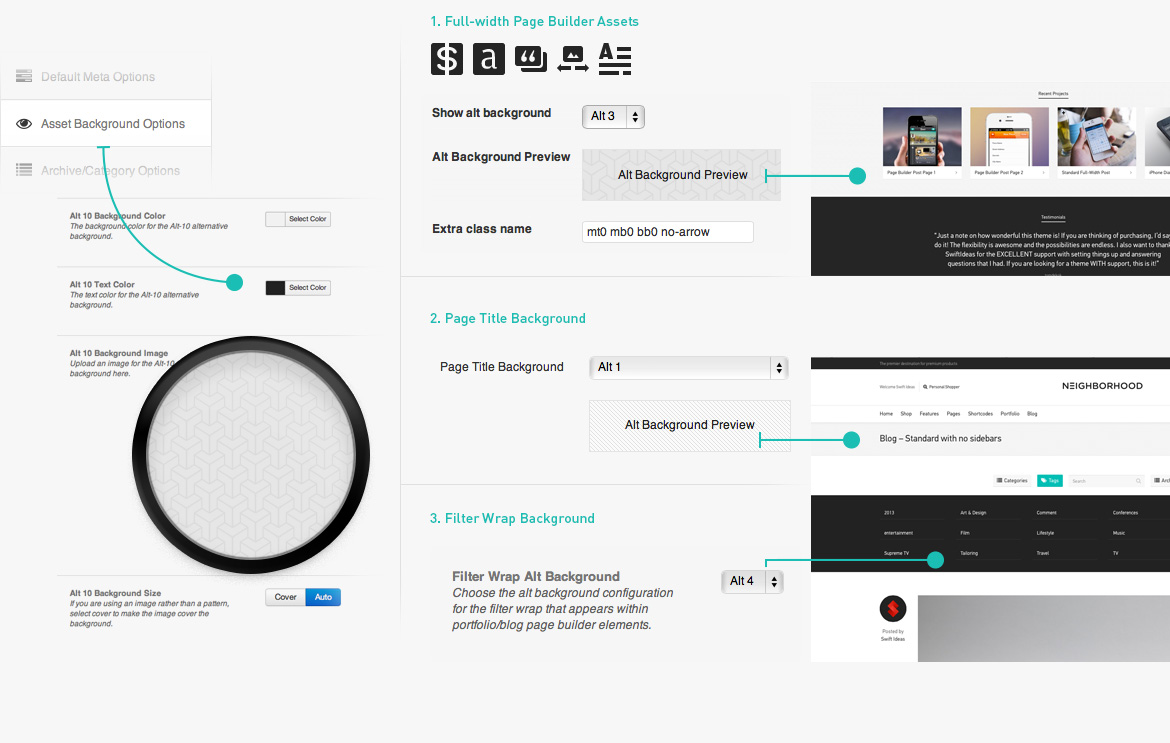 Default Meta Options
Asset Background Options
Archive/Category Options
Alt 10 Background Color
The background color for the Alt-10 alternative
background.
Select Color
Alt 10 Text Color
The text color for the Alt-10 alternative
background.
Select Color
Alt 10 Background Image
Upload an image for the Alt-10
background here.
Alt 10 Background Size
If you are using an image rather than a pattern,
select cover to make the image cover the
background.
Cover
Auto
1. Full-width Page Builder Assets
$ a A
Show alt background
Alt 3
Alt Background Preview
Alt Background Preview
Extra class name
mt0 mb0 bb0 no-arrow
2. Page Title Background
Page Title Background
Alt 1
Alt Background Preview
3. Filter Wrap Background
Filter Wrap Alt Background
Choose the alt background configuration
for the filter wrap that appears within
portfolio/blog page builder elements.
Alt 4
Recent Projects
Page Builder Post Page 1
Page Builder Post Page 2
Standard Full-Width Post
Testimonials
"Just a note on how wonderful this theme is! If you are thinking of purchasing, I'd say
do it! The flexibility is awesome and the possibilities are endless. I also want to thank
SwiftIdeas for the EXCELLENT support with setting things up and answering
questions that I had. If you are looking for a theme WITH support, this is it!"
The premier destination for premium products
Welcome Swift Ideas
Personal Shopper
NEIGHBORHOOD
Home Shop Features Pages Shortcodes Portfolio Blog
Blog – Standard with no sidebars
Categories
Tags
Search
2013 Art & Design Comment Conferences
entertainment Film Lifestyle Music
Supreme TV Tailoring Travel TV
Posted by
Swift Ideas